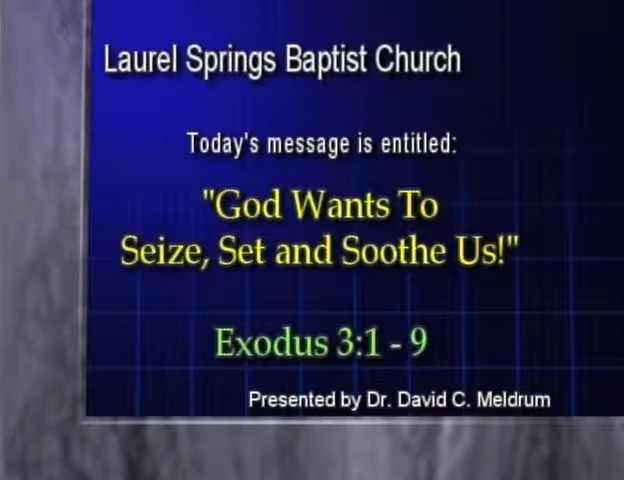 Laurel Springs Baptist Church
Today's message is entitled:
"God Wants To
Seize, Set and Soothe Us!"
Exodus 3:1 - 9
Presented by Dr. David C. Meldrum